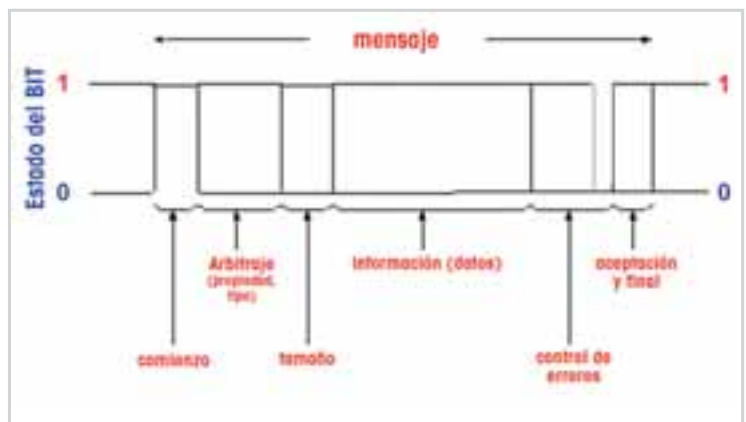 mensaje
Estado del BIT
1
1
0
0
Arbitraje
(propiedad,
tipo)
Información (datos)
aceptación
y final
comienzo
tamaño
control de
errores